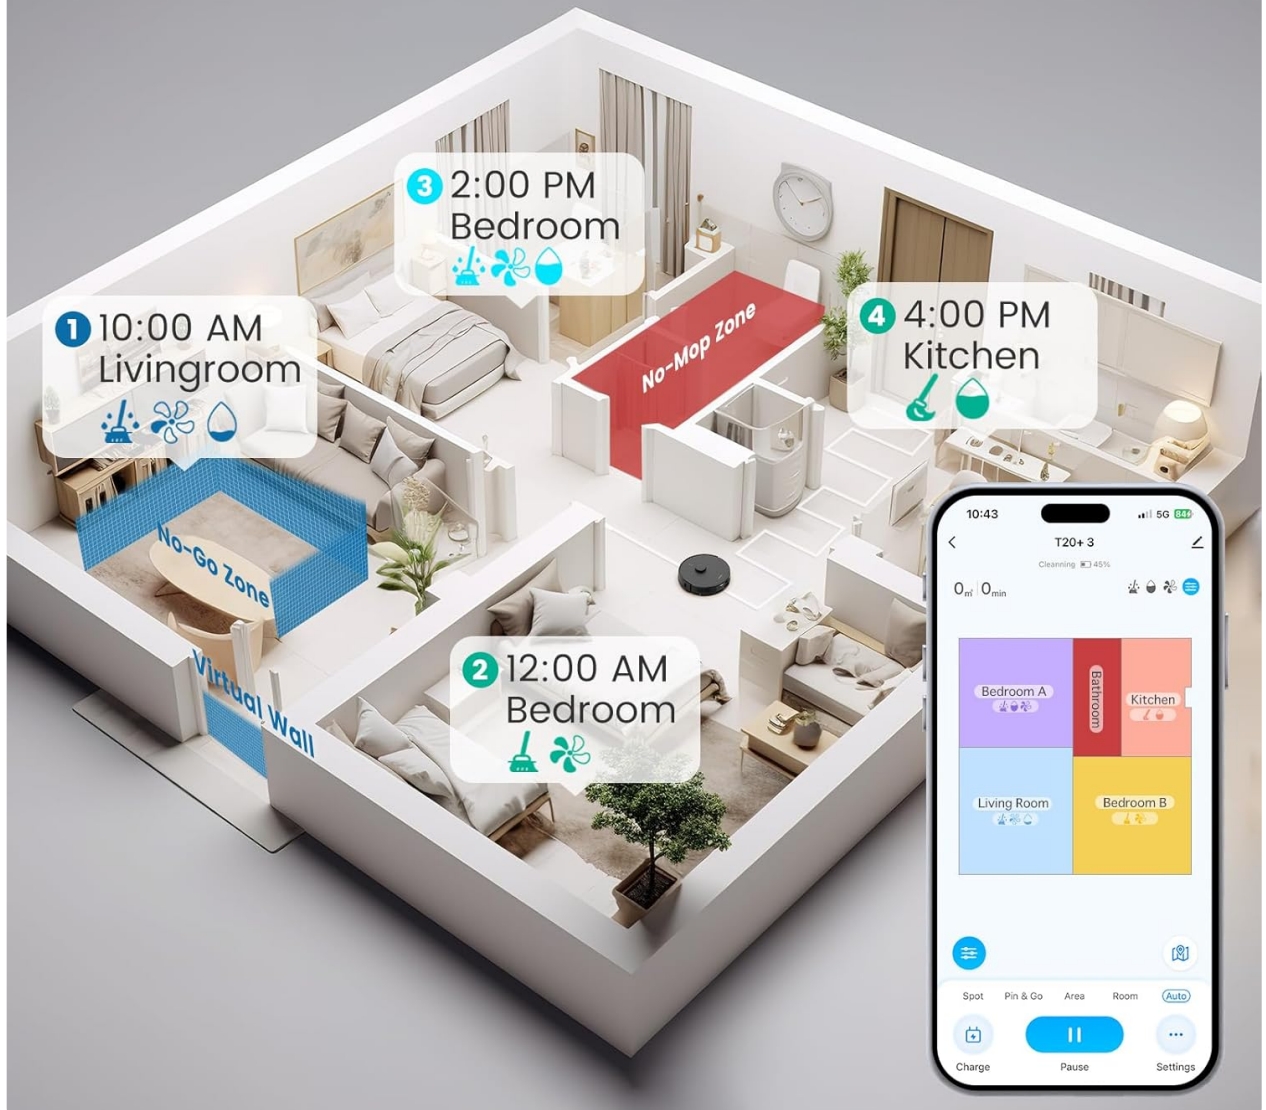 3 2:00 PM
Bedroom
1 10:00 AM
Livingroom
4 4:00 PM
Kitchen
No-Mop Zone
No-Go Zone
Virtual Wall
2 12:00 AM
Bedroom
10:43
5G 84
T20+ 3
Cleanning 45%
0㎡ 0min
Bedroom A
Bathroom
Kitchen
Living Room
Bedroom B
Spot Pin & Go Area Room Auto
Charge Pause Settings